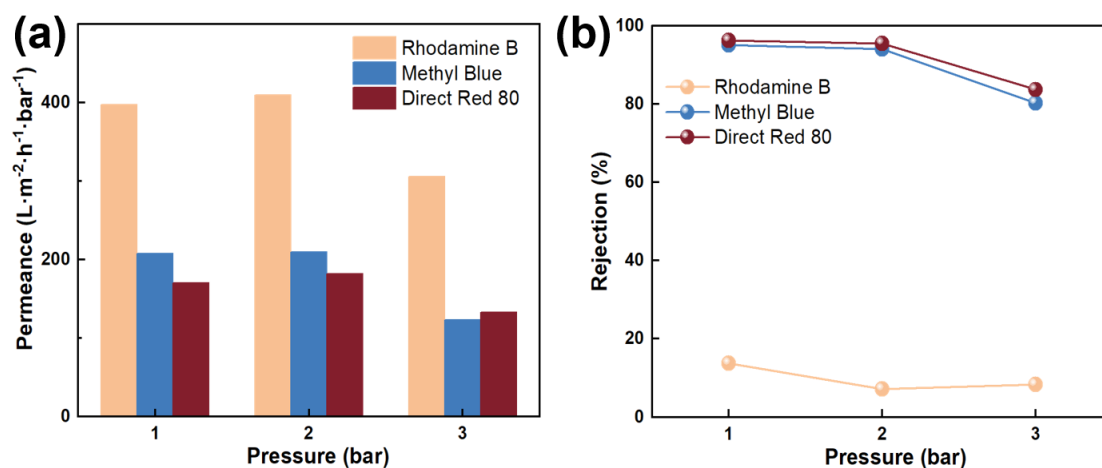 (a)
Rhodamine B
Methyl Blue
Direct Red 80
400
200
0
1
2
3
Permeance (L·m⁻²·h⁻¹·bar⁻¹)
Pressure (bar)
(b)
100
80
60
40
20
0
Rhodamine B
Methyl Blue
Direct Red 80
1
2
3
Rejection (%)
Pressure (bar)